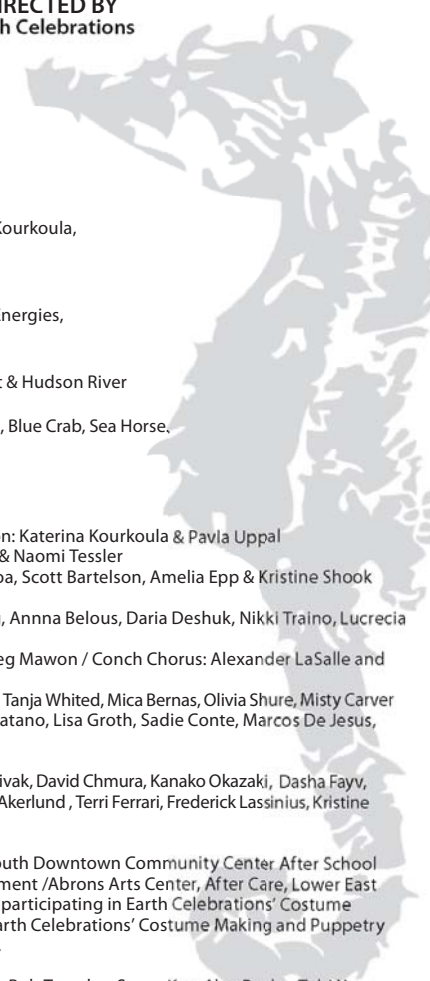 IRECTED BY
h Celebrations
Kourkoula,
Energies,
t & Hudson River
, Blue Crab, Sea Horse,
n: Katerina Kourkoula & Pavla Uppal
& Naomi Tessler
oa, Scott Bartelson, Amelia Epp & Kristine Shook
, Annna Belous, Daria Deshuk, Nikki Traino, Lucrecia
eg Mawon / Conch Chorus: Alexander LaSalle and
Tanja Whited, Mica Bernas, Olivia Shure, Misty Carver
atano, Lisa Groth, Sadie Conte, Marcos De Jesus,
ivak, David Chmura, Kanako Okazaki, Dasha Fayv,
Akerlund , Terri Ferrari, Frederick Lassinius, Kristine
outh Downtown Community Center After School
ment /Abrons Arts Center, After Care, Lower East
participating in Earth Celebrations' Costume
arth Celebrations' Costume Making and Puppetry